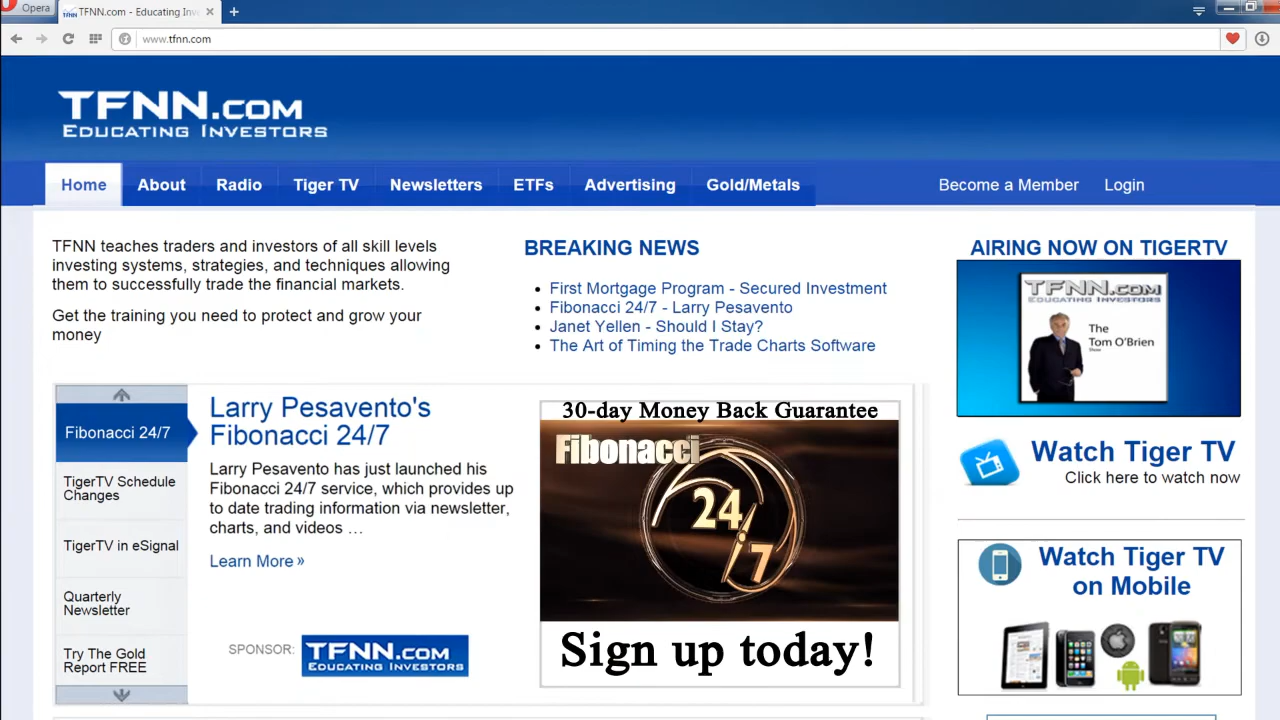 Opera
TFNN.com - Educating Inv
www.tfnn.com
TFNN.COM
EDUCATING INVESTORS
Home
About
Radio
Tiger TV
Newsletters
ETFs
Advertising
Gold/Metals
Become a Member
Login
TFNN teaches traders and investors of all skill levels
investing systems, strategies, and techniques allowing
them to successfully trade the financial markets.
Get the training you need to protect and grow your
money
BREAKING NEWS
First Mortgage Program - Secured Investment
Fibonacci 24/7 - Larry Pesavento
Janet Yellen - Should I Stay?
The Art of Timing the Trade Charts Software
AIRING NOW ON TIGERTV
TFNN.COM
EDUCATING INVESTORS
The
Tom O'Brien
Show
Watch Tiger TV
Click here to watch now
Watch Tiger TV
on Mobile
Fibonacci 24/7
TigerTV Schedule
Changes
TigerTV in eSignal
Quarterly
Newsletter
Try The Gold
Report FREE
Larry Pesavento's
Fibonacci 24/7
Larry Pesavento has just launched his
Fibonacci 24/7 service, which provides up
to date trading information via newsletter,
charts, and videos …
Learn More »
SPONSOR:
TFNN.COM
EDUCATING INVESTORS
30-day Money Back Guarantee
Fibonacci
24
7
Sign up today!